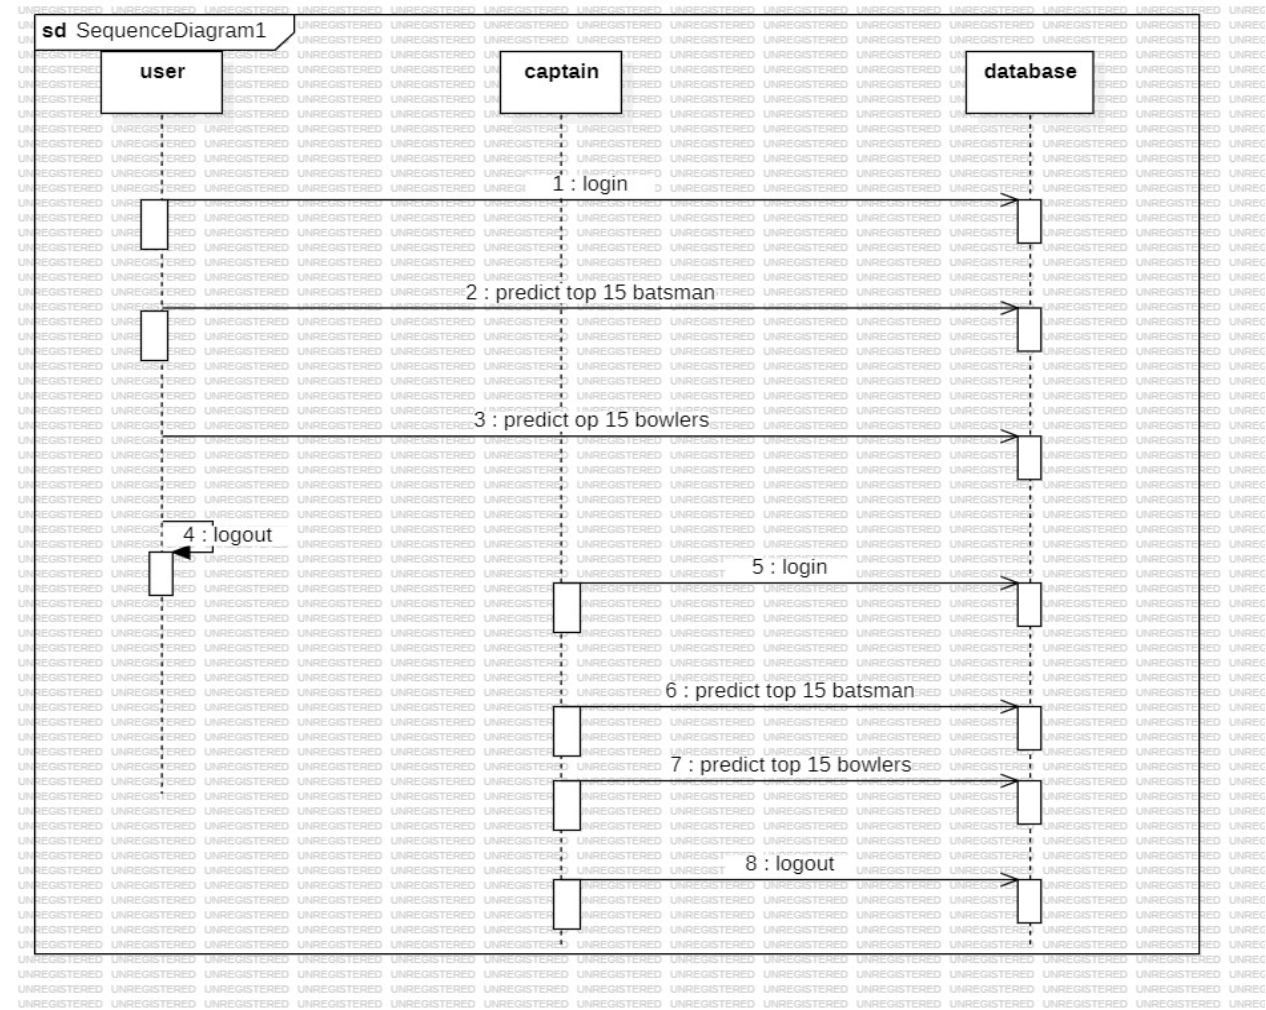 sd SequenceDiagram1
user
captain
database
1 : login
2 : predict top 15 batsman
3 : predict op 15 bowlers
4 : logout
5 : login
6 : predict top 15 batsman
7 : predict top 15 bowlers
8 : logout
UNREGISTERED